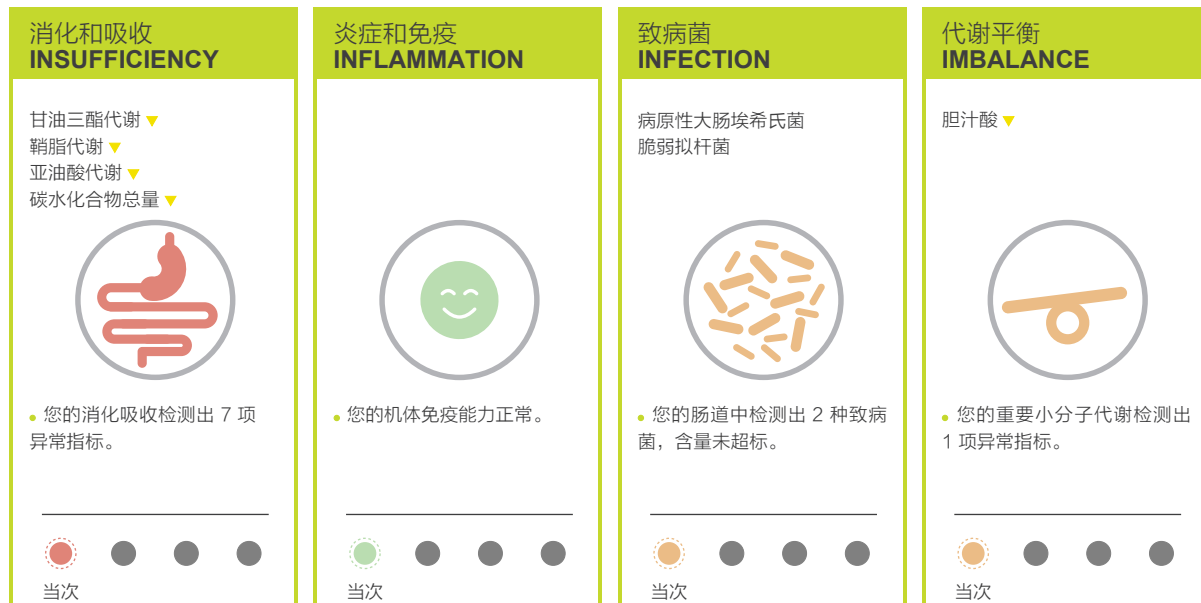 消化和吸收
INSUFFICIENCY
甘油三酯代谢 ▼
鞘脂代谢 ▼
亚油酸代谢 ▼
碳水化合物总量 ▼
• 您的消化吸收检测出 7 项
异常指标。
当次
炎症和免疫
INFLAMMATION
• 您的机体免疫能力正常。
当次
致病菌
INFECTION
病原性大肠埃希氏菌
脆弱拟杆菌
• 您的肠道中检测出 2 种致病
菌，含量未超标。
当次
代谢平衡
IMBALANCE
胆汁酸 ▼
• 您的重要小分子代谢检测出
1 项异常指标。
当次